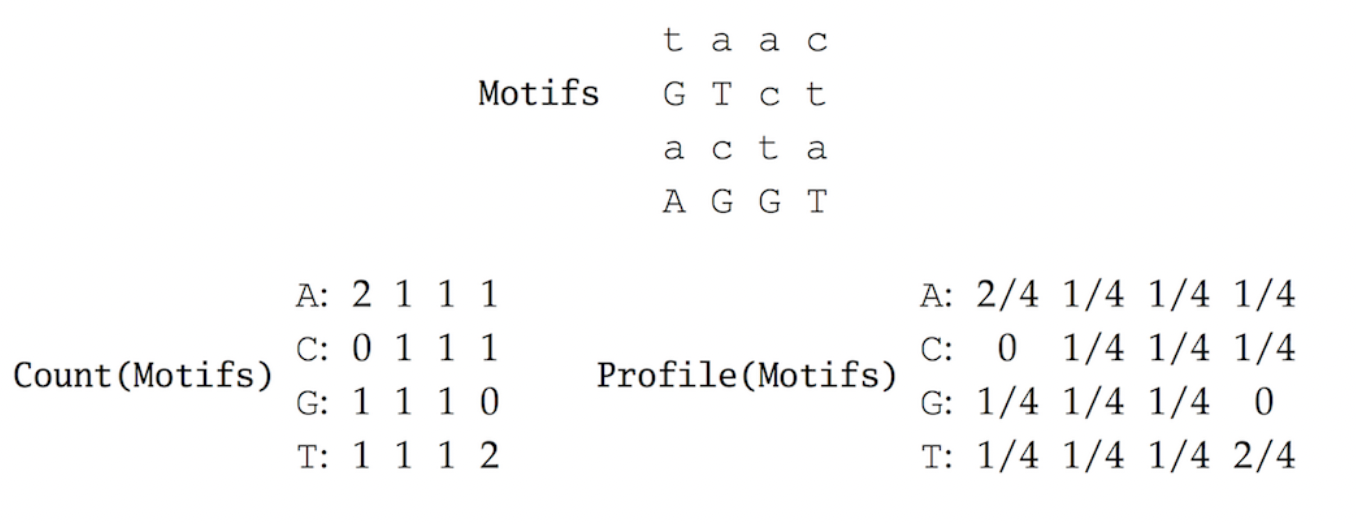 t a a c
Motifs G T c t
a c t a
A G G T
A: 2 1 1 1
C: 0 1 1 1
Count(Motifs)
G: 1 1 1 0
T: 1 1 1 2
A: 2/4 1/4 1/4 1/4
C: 0 1/4 1/4 1/4
Profile(Motifs)
G: 1/4 1/4 1/4 0
T: 1/4 1/4 1/4 2/4